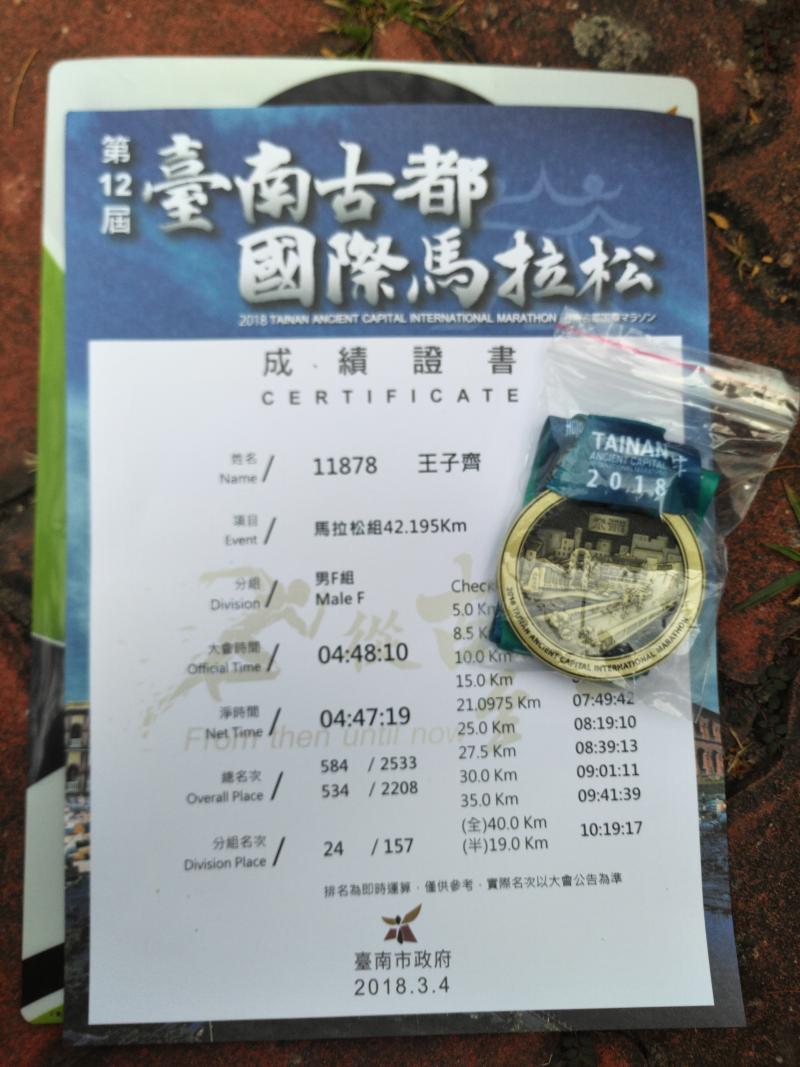 第12屆
臺南古都
國際馬拉松
2018 TAINAN ANCIENT CAPITAL INTERNATIONAL MARATHON
成績證書
CERTIFICATE
姓名
Name / 11878 王子齊
項目
Event / 馬拉松組42.195Km
分組
Division / 男F組
Male F
大會時間
Official Time / 04:48:10
淨時間
Net Time / 04:47:19
From then until now
總名次
Overall Place / 584 / 2533
534 / 2208
分組名次
Division Place / 24 / 157
Check
5.0 Km
8.5 K
10.0 Km
15.0 Km
21.0975 Km 07:49:42
25.0 Km 08:19:10
27.5 Km 08:39:13
30.0 Km 09:01:11
35.0 Km 09:41:39
(全)40.0 Km 10:19:17
(半)19.0 Km
排名為即時運算，僅供參考，實際名次以大會公告為準
臺南市政府
2018.3.4
TAINAN
ANCIENT CAPITAL
2018
2018 TAINAN ANCIENT CAPITAL INTERNATIONAL MARATHON